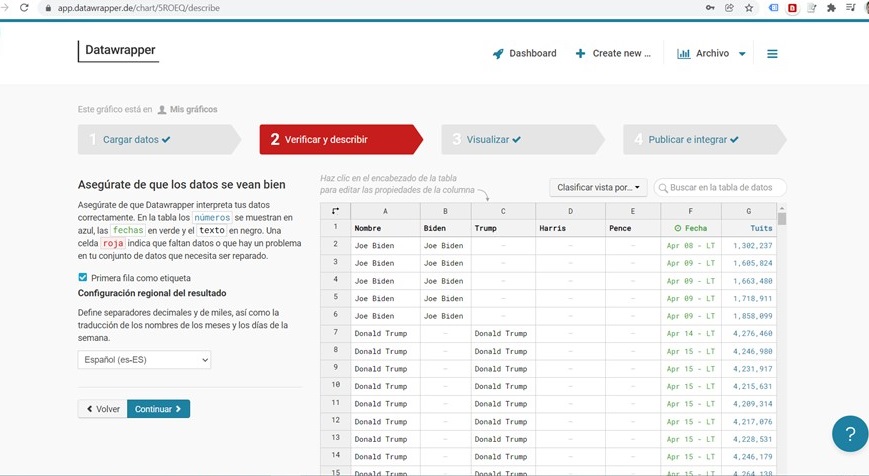 app.datawrapper.de/chart/5ROEQ/describe
Datawrapper
Dashboard
Create new ...
Archivo
Este gráfico está en Mis gráficos
1 Cargar datos
2 Verificar y describir
3 Visualizar
4 Publicar e integrar
Asegúrate de que los datos se vean bien
Asegúrate de que Datawrapper interpreta tus datos
correctamente. En la tabla los números se muestran en
azul, las fechas en verde y el texto en negro. Una
celda roja indica que faltan datos o que hay un problema
en tu conjunto de datos que necesita ser reparado.
Primera fila como etiqueta
Configuración regional del resultado
Define separadores decimales y de miles, así como la
traducción de los nombres de los meses y los días de la
semana.
Español (es-ES)
Volver
Continuar
Haz clic en el encabezado de la tabla
para editar las propiedades de la columna
Clasificar vista por...
Buscar en la tabla de datos
A B C D E F G
1 Nombre Biden Trump Harris Pence Fecha Tuits
2 Joe Biden Joe Biden – – – Apr 08 - LT 1,302,237
3 Joe Biden Joe Biden – – – Apr 09 - LT 1,605,824
4 Joe Biden Joe Biden – – – Apr 09 - LT 1,663,480
5 Joe Biden Joe Biden – – – Apr 09 - LT 1,718,911
6 Joe Biden Joe Biden – – – Apr 09 - LT 1,858,099
7 Donald Trump – Donald Trump – – Apr 14 - LT 4,276,460
8 Donald Trump – Donald Trump – – Apr 15 - LT 4,246,980
9 Donald Trump – Donald Trump – – Apr 15 - LT 4,231,917
10 Donald Trump – Donald Trump – – Apr 15 - LT 4,215,631
11 Donald Trump – Donald Trump – – Apr 15 - LT 4,209,314
12 Donald Trump – Donald Trump – – Apr 15 - LT 4,217,076
13 Donald Trump – Donald Trump – – Apr 15 - LT 4,228,531
14 Donald Trump – Donald Trump – – Apr 15 - LT 4,246,179
15 Donald Trump – Donald Trump – – Apr 15 - LT 4,264,138
?